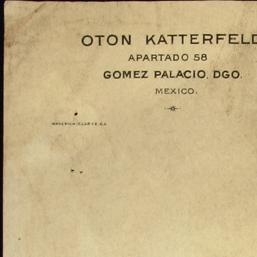 OTON KATTERFELD
APARTADO 58
GOMEZ PALACIO, DGO.
MEXICO.